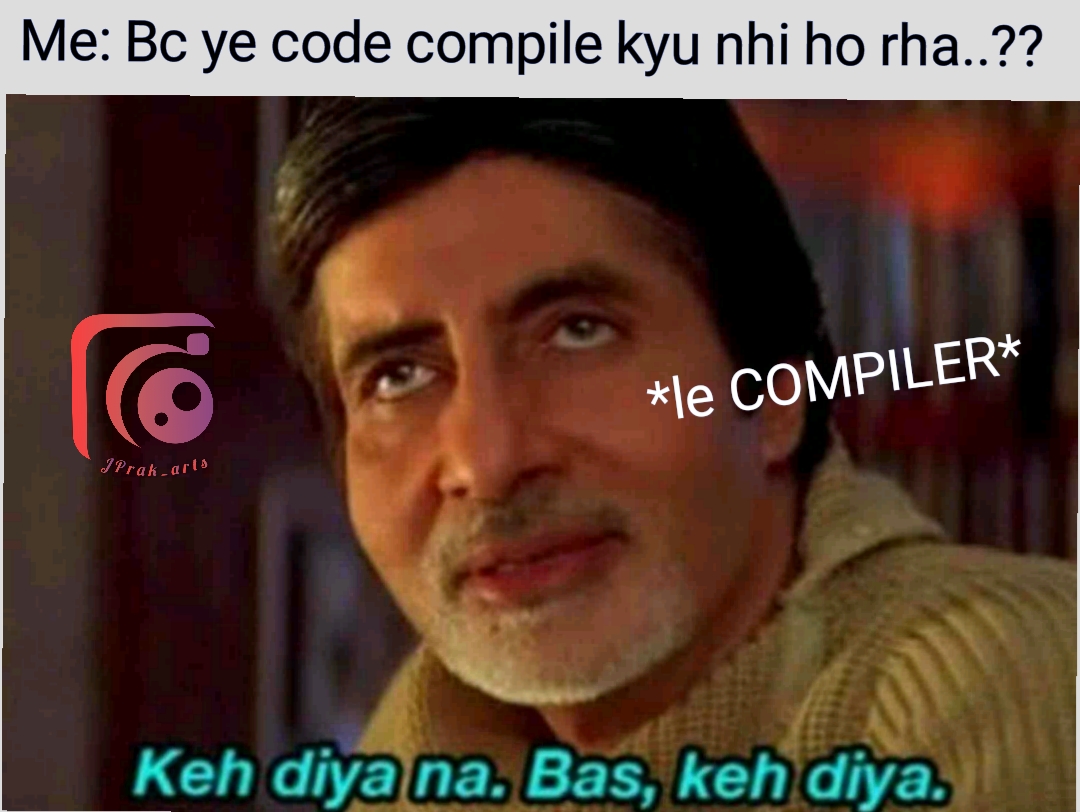 Me: Bc ye code compile kyu nhi ho rha..??
*le COMPILER*
JPrak_arts
Keh diya na. Bas, keh diya.